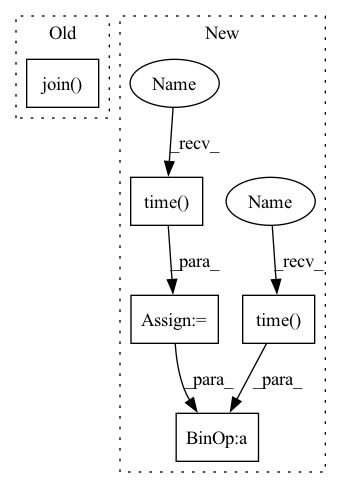 Old
New
join()
Name
_recv_
time()
Name
_para_
_recv_
Assign:=
time()
_para_
_para_
BinOp:a